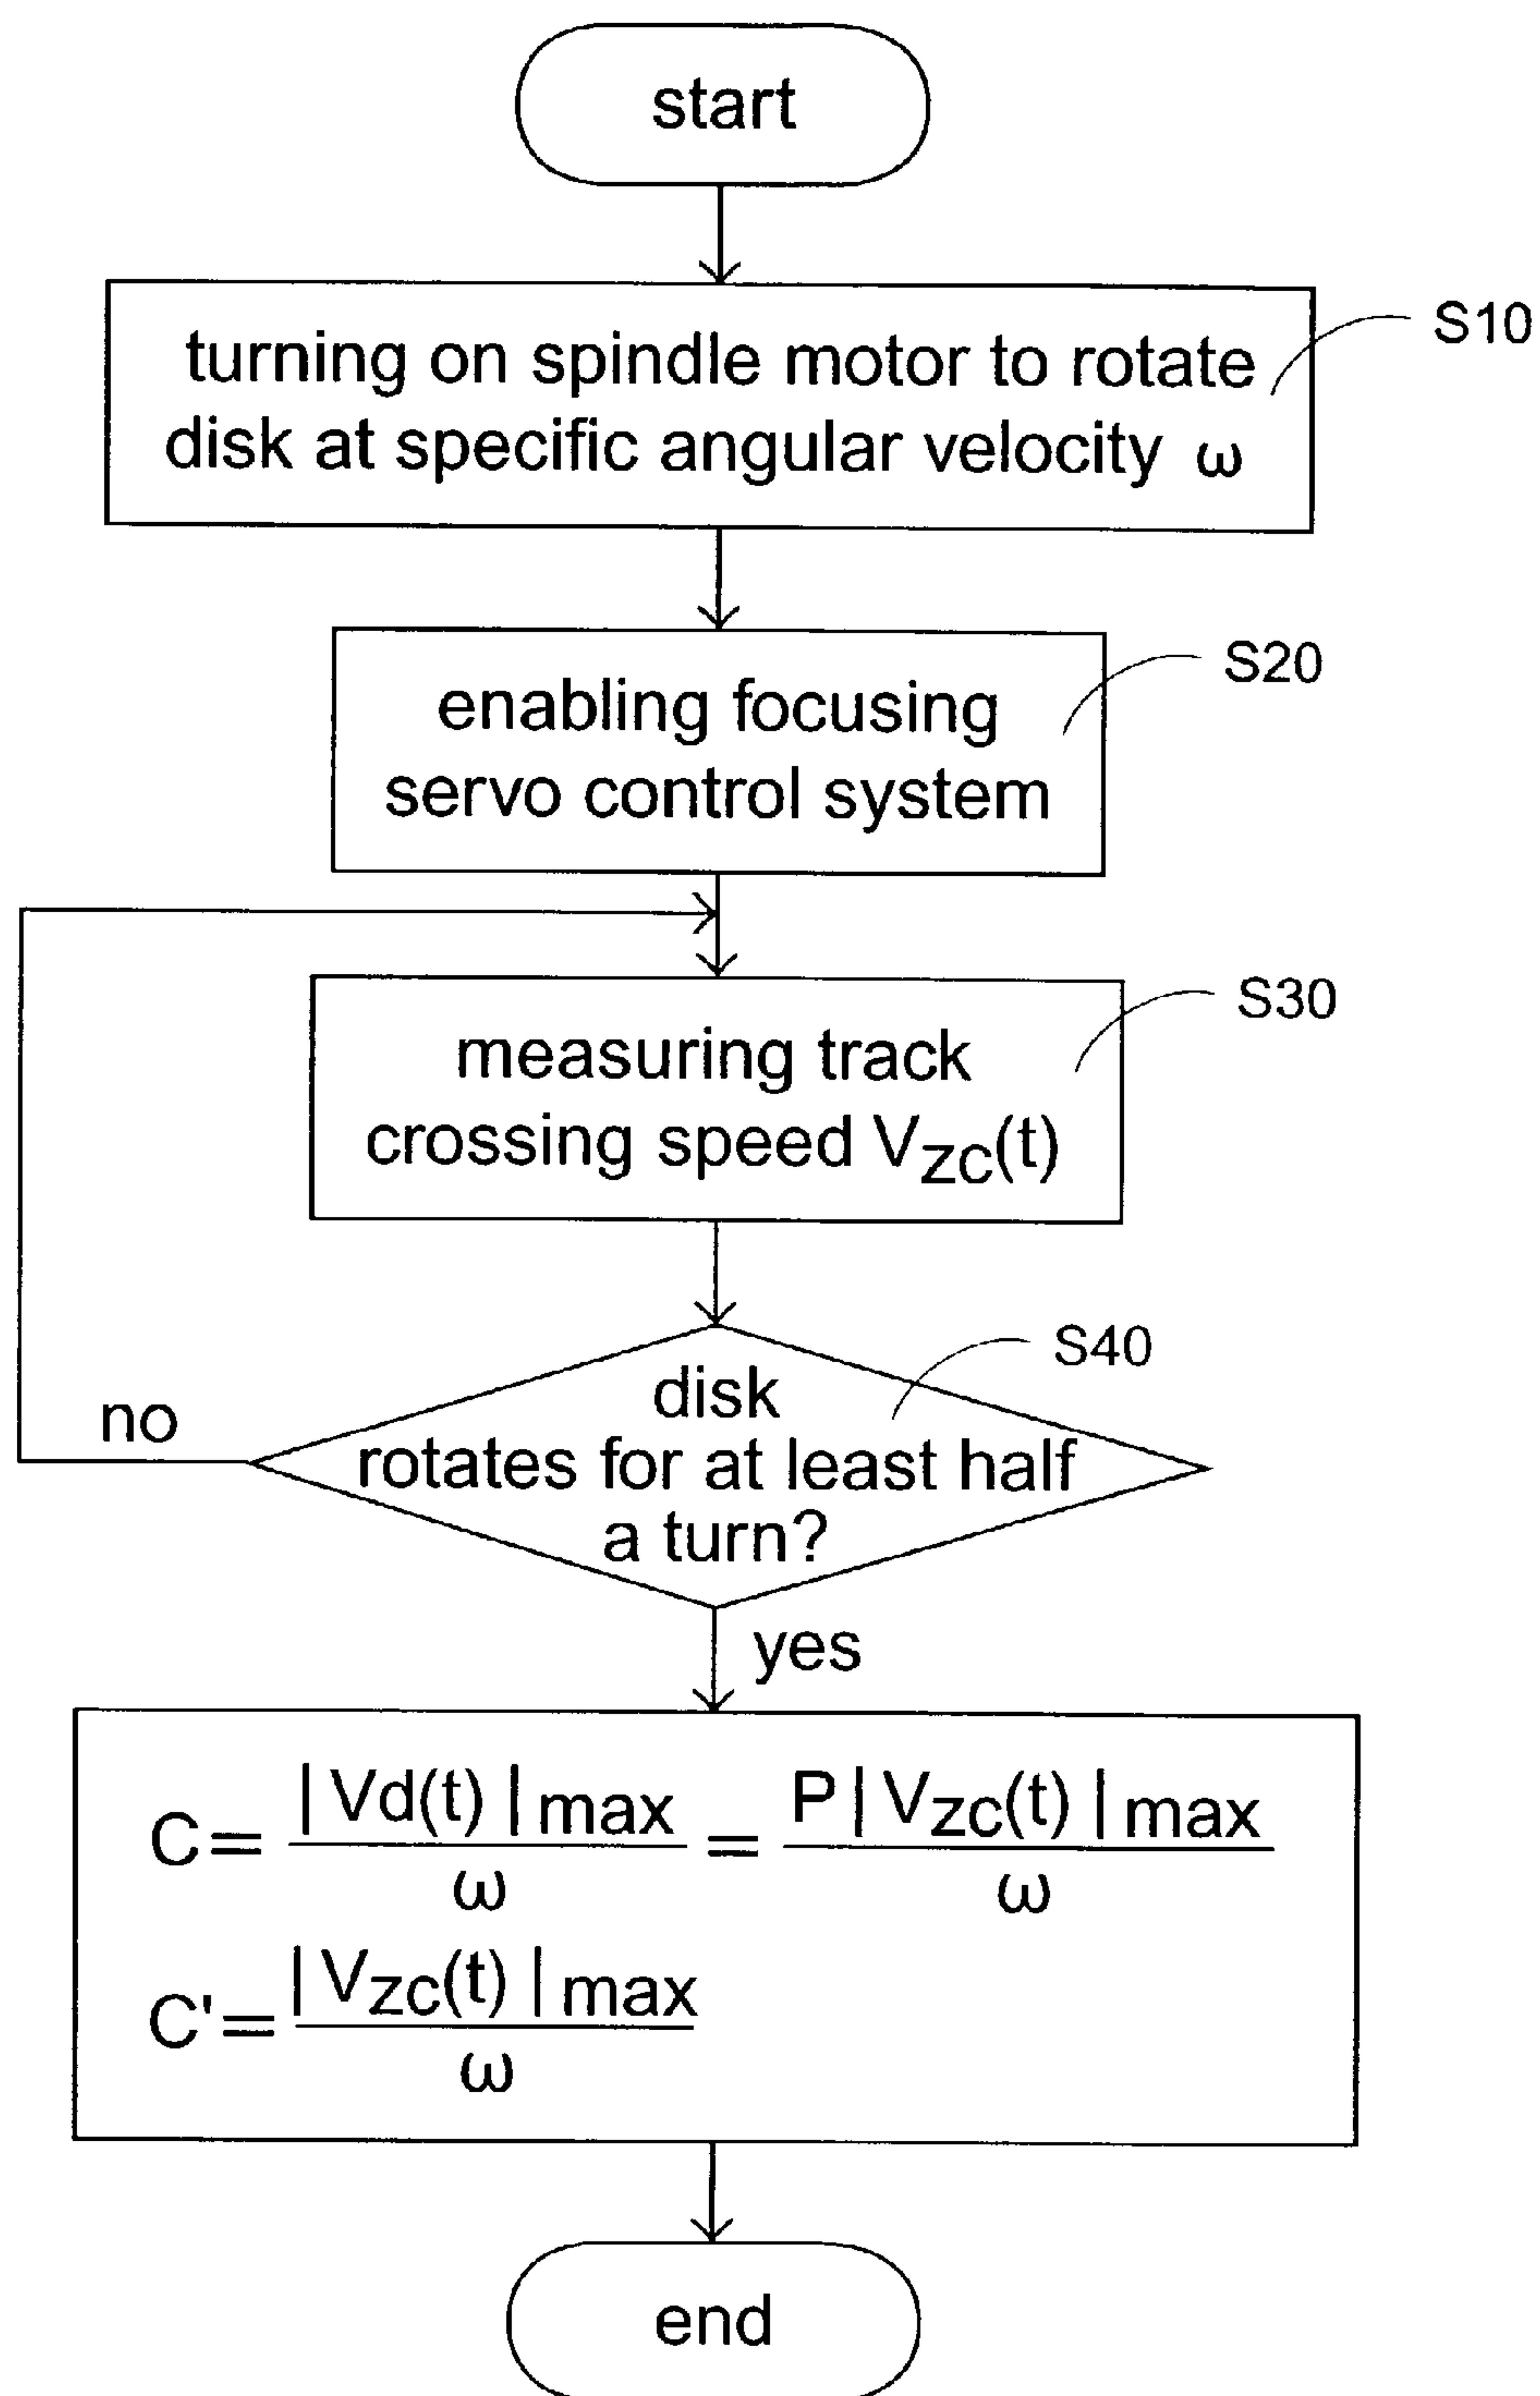 start
turning on spindle motor to rotate
disk at specific angular velocity ω
S10
enabling focusing
servo control system
S20
measuring track
crossing speed VZC(t)
S30
disk
rotates for at least half
a turn?
S40
no
yes
C = |Vd(t)|max / ω = P|VZC(t)|max / ω
C' = |VZC(t)|max / ω
end